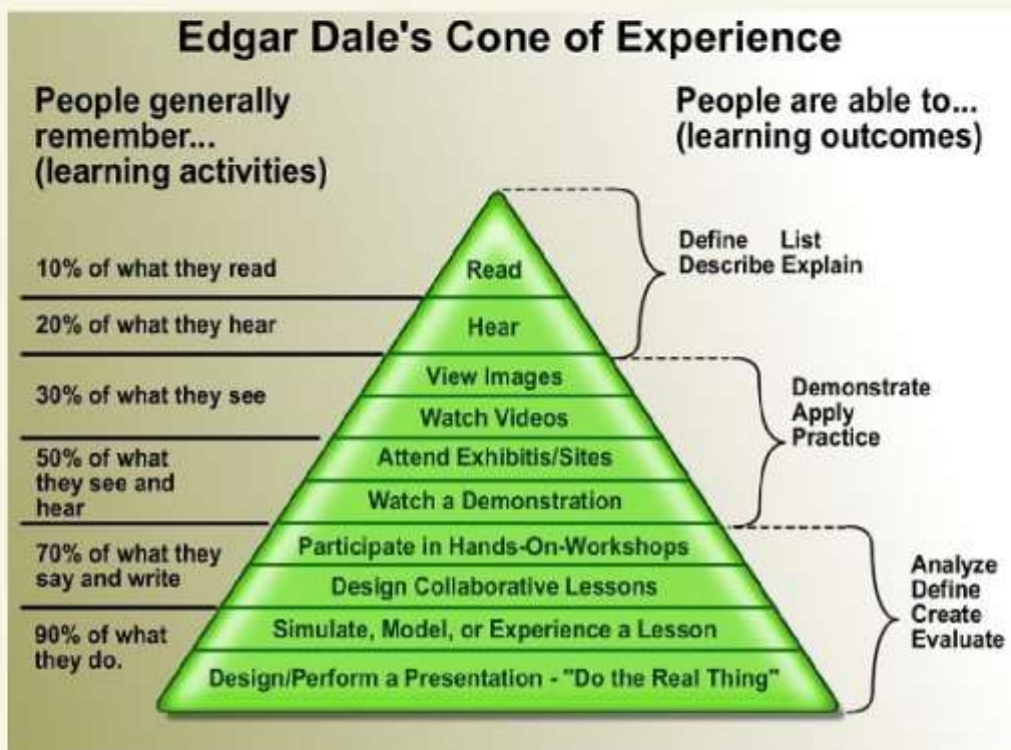 Edgar Dale's Cone of Experience
People generally
remember...
(learning activities)
People are able to...
(learning outcomes)
10% of what they read
20% of what they hear
30% of what they see
50% of what
they see and
hear
70% of what they
say and write
90% of what
they do.
Read
Hear
View Images
Watch Videos
Attend Exhibitis/Sites
Watch a Demonstration
Participate in Hands-On-Workshops
Design Collaborative Lessons
Simulate, Model, or Experience a Lesson
Design/Perform a Presentation - "Do the Real Thing"
Define List
Describe Explain
Demonstrate
Apply
Practice
Analyze
Define
Create
Evaluate